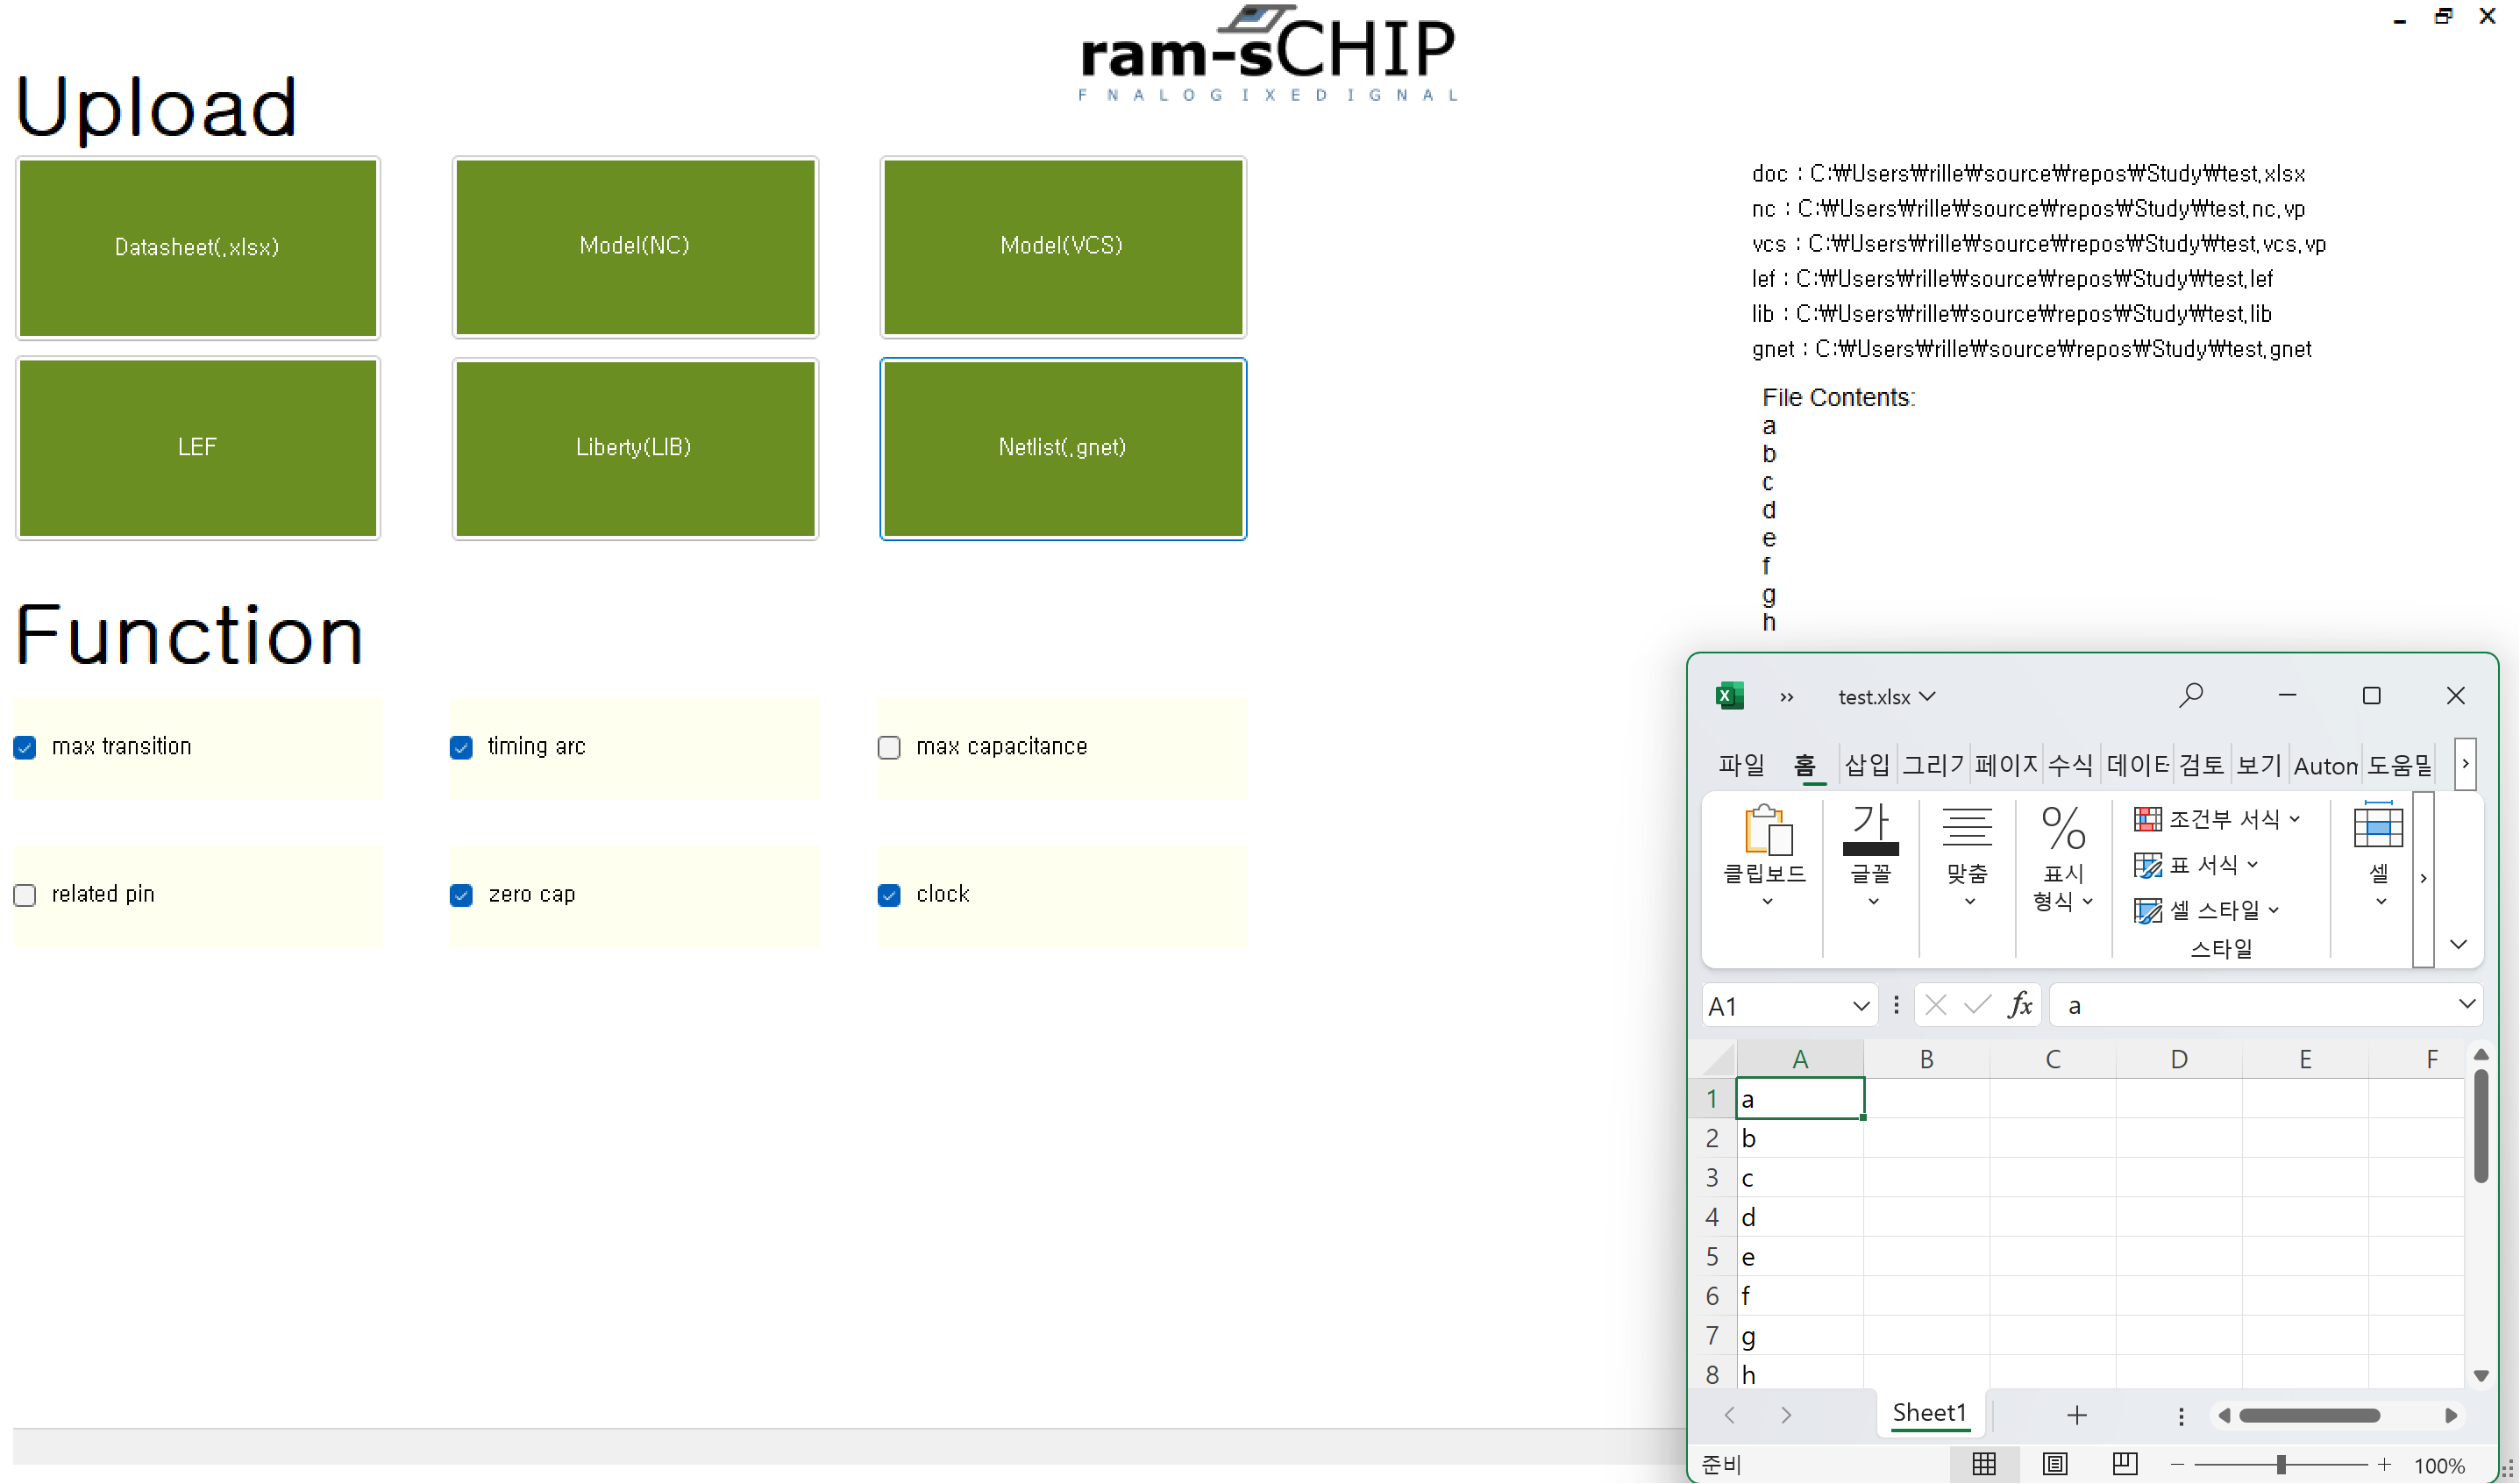 ram-sCHIP
FNALOGIXEDIGNAL
Upload
Datasheet(.xlsx)
Model(NC)
Model(VCS)
LEF
Liberty(LIB)
Netlist(.gnet)
doc : C:₩Users₩rille₩source₩repos₩Study₩test.xlsx
nc : C:₩Users₩rille₩source₩repos₩Study₩test.nc.vp
vcs : C:₩Users₩rille₩source₩repos₩Study₩test.vcs.vp
lef : C:₩Users₩rille₩source₩repos₩Study₩test.lef
lib : C:₩Users₩rille₩source₩repos₩Study₩test.lib
gnet : C:₩Users₩rille₩source₩repos₩Study₩test.gnet
File Contents:
a
b
c
d
e
f
g
h
Function
max transition
timing arc
max capacitance
related pin
zero cap
clock
test.xlsx
파일 홈 삽입 그리기 페이지 수식 데이터 검토 보기 Autom 도움말
클립보드
가
글꼴
맞춤
%
표시
형식
조건부 서식
표 서식
셀 스타일
스타일
셀
A1 fx a
A B C D E F
1 a
2 b
3 c
4 d
5 e
6 f
7 g
8 h
Sheet1
준비 100%